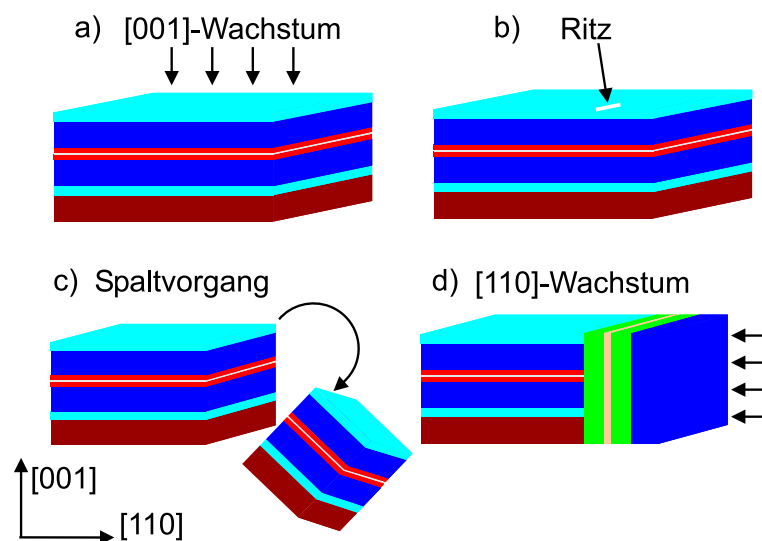 a) [001]-Wachstum
b) Ritz
c) Spaltvorgang
d) [110]-Wachstum
[001]
[110]